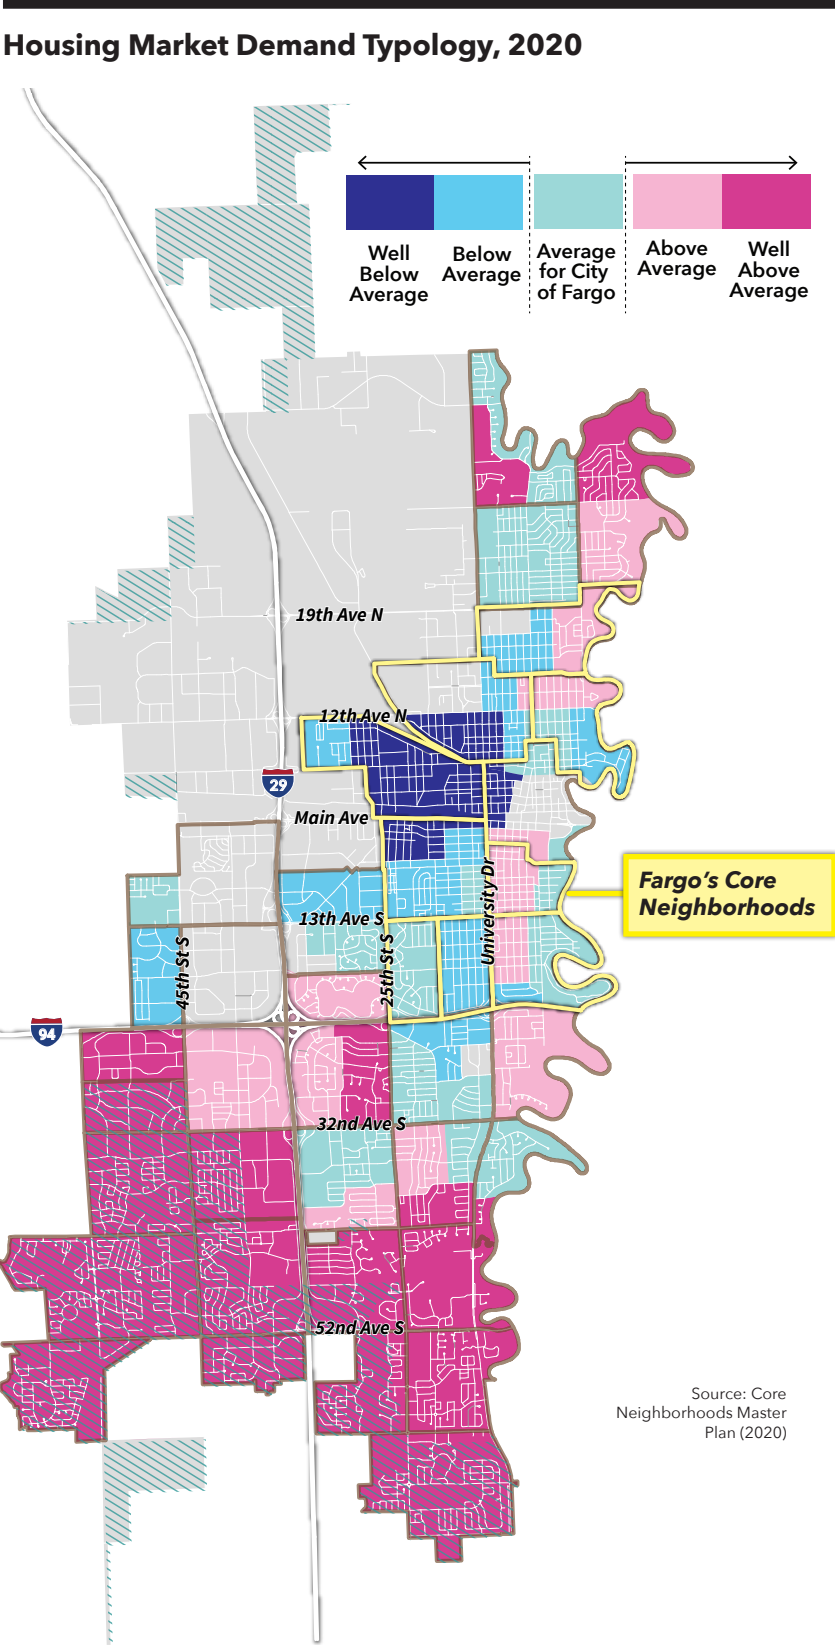 Housing Market Demand Typology, 2020
Well
Below
Average
Below
Average
Average
for City
of Fargo
Above
Average
Well
Above
Average
19th Ave N
12th Ave N
29
Main Ave
Fargo's Core
Neighborhoods
University Dr
13th Ave S
25th St S
45th St S
94
32nd Ave S
52nd Ave S
Source: Core
Neighborhoods Master
Plan (2020)